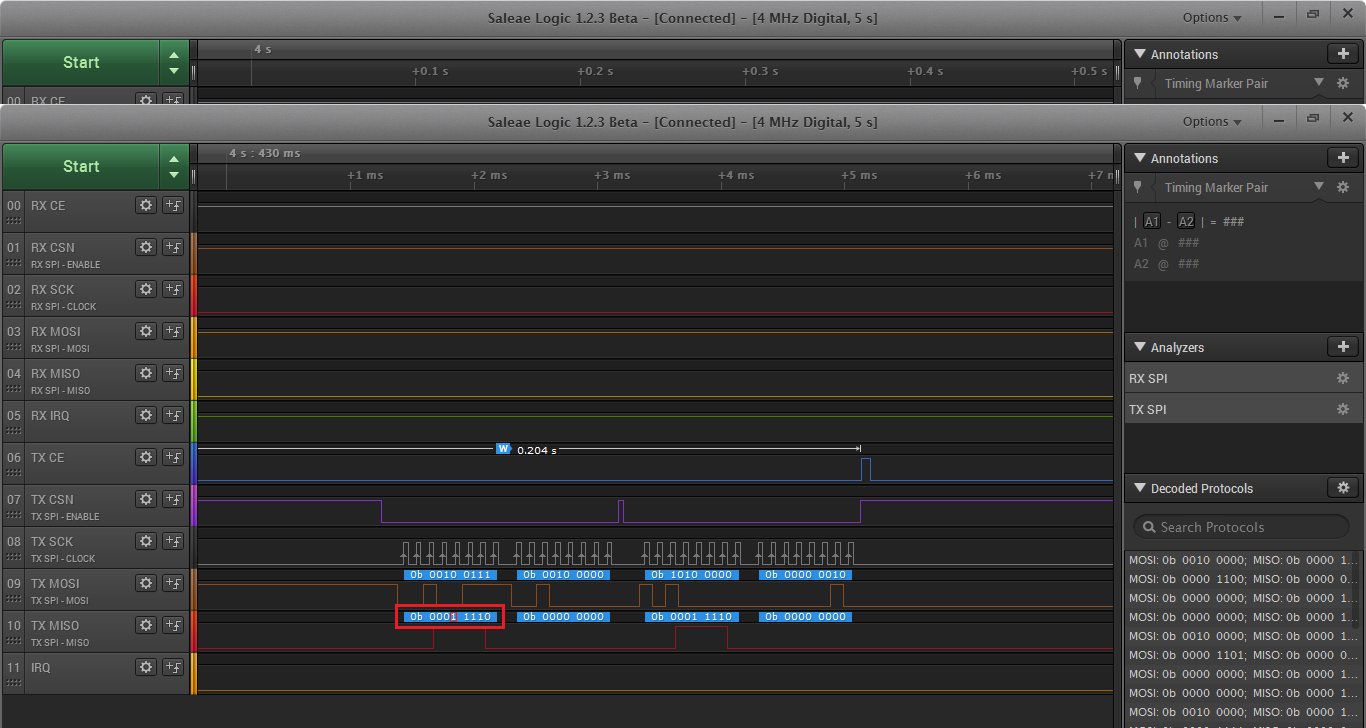 Saleae Logic 1.2.3 Beta - [Connected] - [4 MHz Digital, 5 s]
Options
Start
4 s
+0.1 s
+0.2 s
+0.3 s
+0.4 s
+0.5 s
Annotations
Timing Marker Pair
00 RX CE
Saleae Logic 1.2.3 Beta - [Connected] - [4 MHz Digital, 5 s]
Options
Start
4 s : 430 ms
+1 ms
+2 ms
+3 ms
+4 ms
+5 ms
+6 ms
+7 m
Annotations
Timing Marker Pair
| A1 - A2 | = ###
A1 @ ###
A2 @ ###
00 RX CE
01 RX CSN
RX SPI - ENABLE
02 RX SCK
RX SPI - CLOCK
03 RX MOSI
RX SPI - MOSI
04 RX MISO
RX SPI - MISO
05 RX IRQ
06 TX CE
W 0.204 s
07 TX CSN
TX SPI - ENABLE
08 TX SCK
TX SPI - CLOCK
09 TX MOSI
TX SPI - MOSI
0b 0010 0111
0b 0010 0000
0b 1010 0000
0b 0000 0010
10 TX MISO
TX SPI - MISO
0b 0001 1110
0b 0000 0000
0b 0001 1110
0b 0000 0000
11 IRQ
Analyzers
RX SPI
TX SPI
Decoded Protocols
Search Protocols
MOSI: 0b 0010 0000; MISO: 0b 0000 1...
MOSI: 0b 0000 1100; MISO: 0b 0000 0...
MOSI: 0b 0000 0000; MISO: 0b 0000 1...
MOSI: 0b 0000 0000; MISO: 0b 0000 0...
MOSI: 0b 0010 0000; MISO: 0b 0000 1...
MOSI: 0b 0000 1101; MISO: 0b 0000 0...
MOSI: 0b 0000 0000; MISO: 0b 0000 1...
MOSI: 0b 0000 0000; MISO: 0b 0000 1...
MOSI: 0b 0010 0000; MISO: 0b 0000 1...